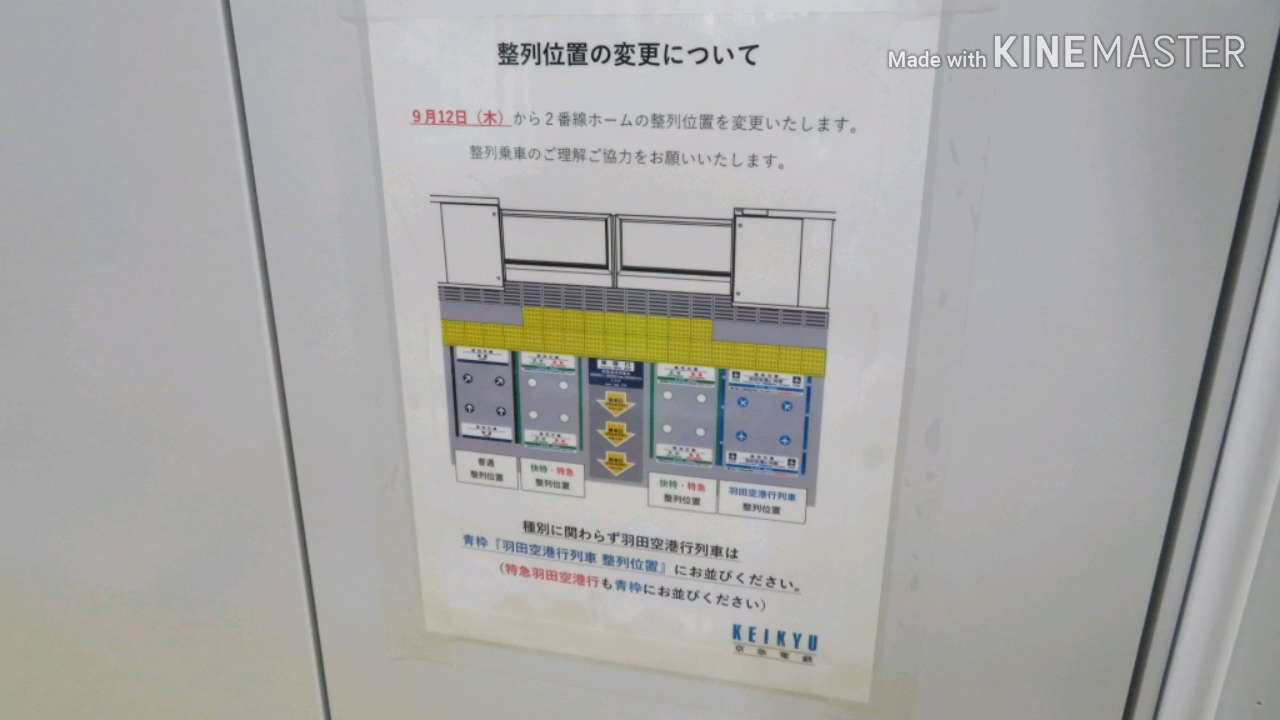 Made with KINEMASTER
整列位置の変更について
9月12日（木）から２番線ホームの整列位置を変更いたします。
整列乗車のご理解ご協力をお願いいたします。
普通
整列位置
快特・特急
整列位置
快特・特急
整列位置
羽田空港行列車
整列位置
種別に関わらず羽田空港行列車は
青枠『羽田空港行列車 整列位置』にお並びください。
（特急羽田空港行も青枠にお並びください）
KEIKYU
京急電鉄